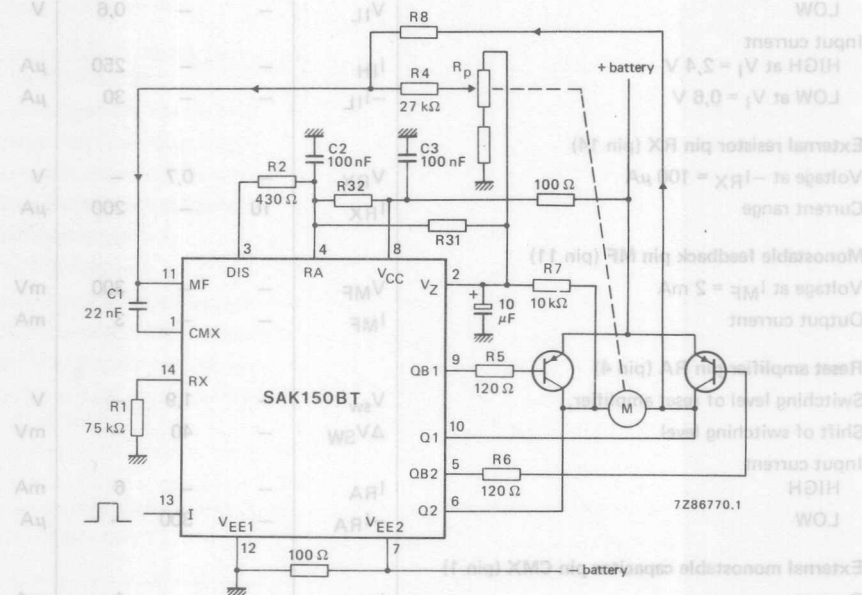 R8
R4
27 kΩ
Rp
+ battery
C2
100 nF
C3
100 nF
R2
430 Ω
R32
100 Ω
R31
3
4
8
DIS
RA
VCC
11
MF
VZ
2
R7
10 kΩ
C1
22 nF
+
10
μF
1
CMX
14
RX
QB1
9
R5
120 Ω
R1
75 kΩ
SAK150BT
M
Q1
10
QB2
5
R6
120 Ω
Q2
6
7Z86770.1
13
I
VEE1
VEE2
12
7
100 Ω
– battery
LOW
VIL
–
–
0,6
V
Input current
HIGH at VI = 2,4 V
IIH
–
–
250
μA
LOW at VI = 0,6 V
–IIL
–
–
30
μA
External resistor pin RX (pin 14)
Voltage at –IRX = 100 μA
VRX
0,7
–
V
Current range
IRX
10
–
200
μA
Monostable feedback pin MF (pin 11)
Voltage at IMF = 2 mA
VMF
–
–
mV
Output current
IMF
–
–
mA
Reset amplifier pin RA (pin 4)
Switching level of reset amplifier
Vsw
–
1,9
–
V
Shift of switching level
ΔVSW
–
40
mV
Input current
HIGH
IRA
–
–
6
mA
LOW
–IRA
–
μA
External monostable capacitor pin CMX (pin 1)